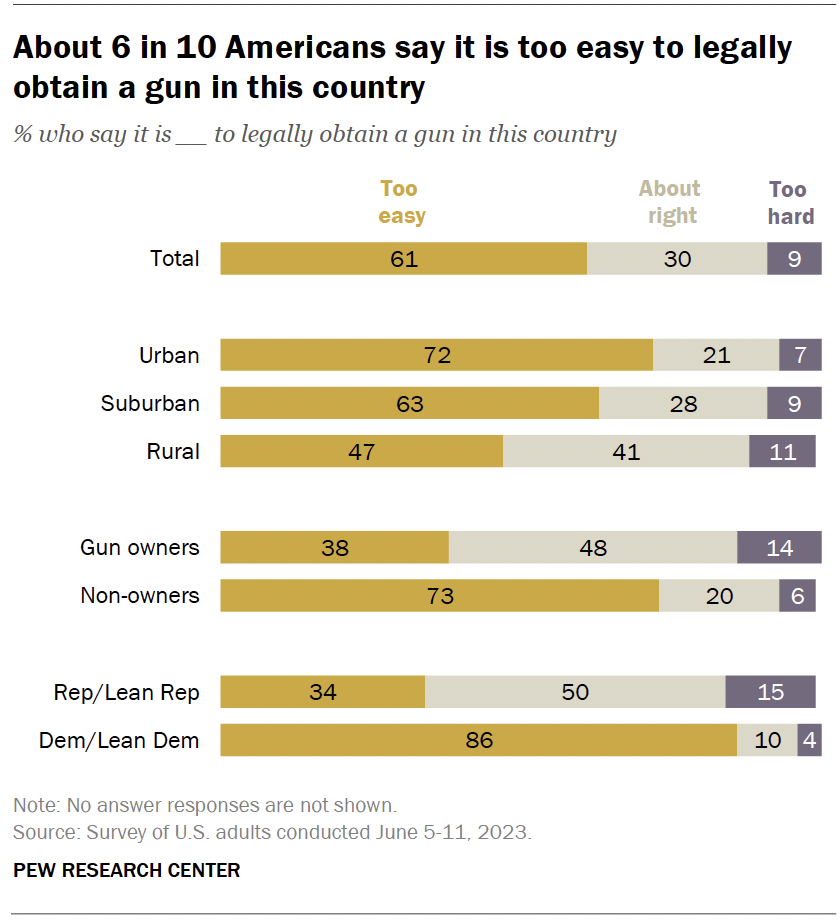 About 6 in 10 Americans say it is too easy to legally
obtain a gun in this country
% who say it is __ to legally obtain a gun in this country
Too easy About right Too hard
Total 61 30 9
Urban 72 21 7
Suburban 63 28 9
Rural 47 41 11
Gun owners 38 48 14
Non-owners 73 20 6
Rep/Lean Rep 34 50 15
Dem/Lean Dem 86 10 4
Note: No answer responses are not shown.
Source: Survey of U.S. adults conducted June 5-11, 2023.
PEW RESEARCH CENTER